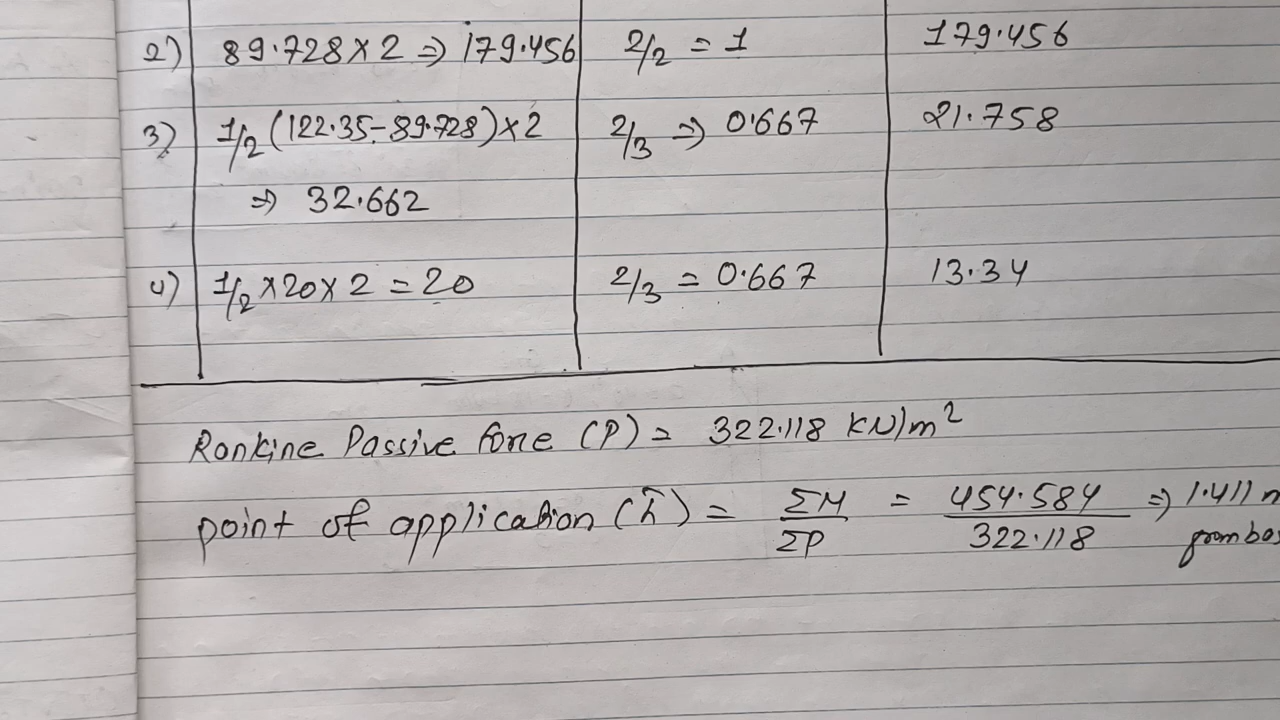 2) 89.728×2 ⇒ 179.456 2/2 = 1 179.456
3) 1/2 (122.35-89.728)×2 2/3 ⇒ 0.667 21.758
⇒ 32.662
4) 1/2 ×20×2 = 20 2/3 = 0.667 13.34
Rankine Passive force (P) = 322.118 KN/m²
point of application (h̄) = ΣM/ΣP = 454.584/322.118 ⇒ 1.411 m
from